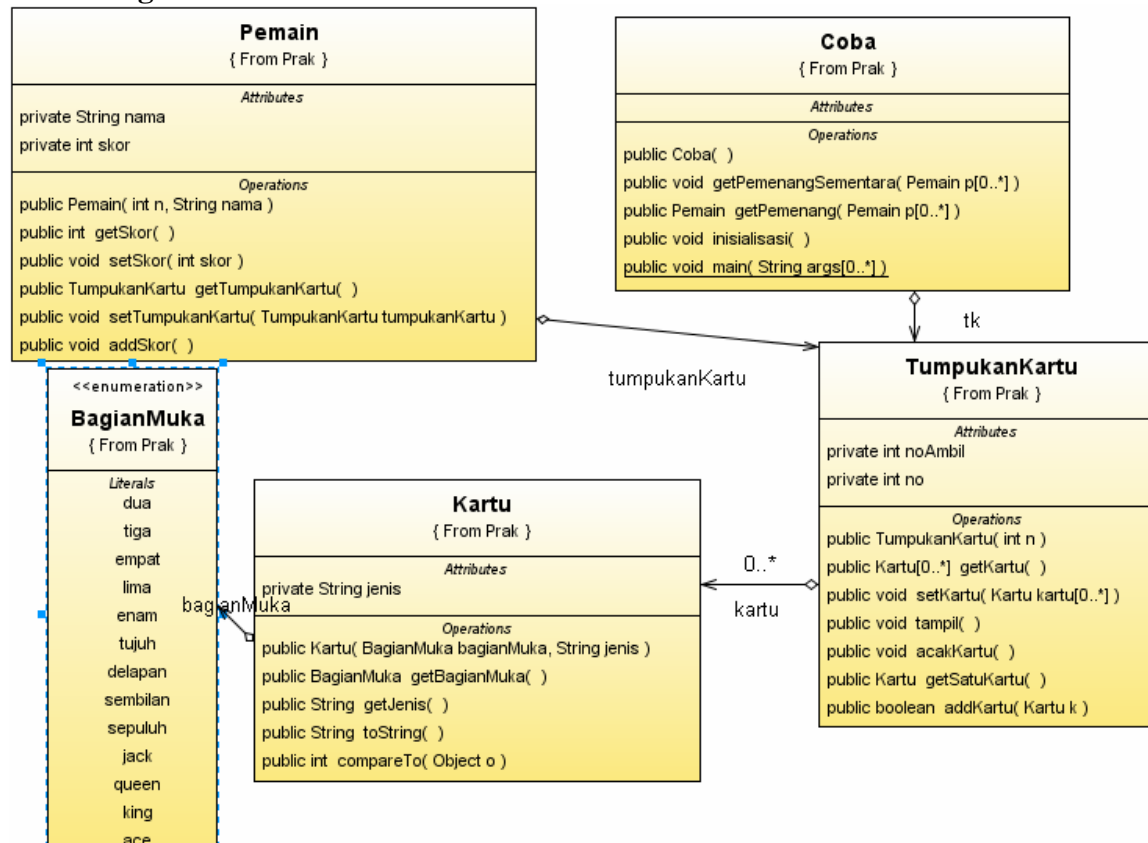 Pemain
{ From Prak }
Attributes
private String nama
private int skor
Operations
public Pemain( int n, String nama )
public int getSkor( )
public void setSkor( int skor )
public TumpukanKartu getTumpukanKartu( )
public void setTumpukanKartu( TumpukanKartu tumpukanKartu )
public void addSkor( )
Coba
{ From Prak }
Attributes
Operations
public Coba( )
public void getPemenangSementara( Pemain p[0..*] )
public Pemain getPemenang( Pemain p[0..*] )
public void inisialisasi( )
public void main( String args[0..*] )
tk
tumpukanKartu
<<enumeration>>
BagianMuka
{ From Prak }
Literals
dua
tiga
empat
lima
enam
tujuh
delapan
sembilan
sepuluh
jack
queen
king
ace
bagianMuka
Kartu
{ From Prak }
Attributes
private String jenis
Operations
public Kartu( BagianMuka bagianMuka, String jenis )
public BagianMuka getBagianMuka( )
public String getJenis( )
public String toString( )
public int compareTo( Object o )
0..*
kartu
TumpukanKartu
{ From Prak }
Attributes
private int noAmbil
private int no
Operations
public TumpukanKartu( int n )
public Kartu[0..*] getKartu( )
public void setKartu( Kartu kartu[0..*] )
public void tampil( )
public void acakKartu( )
public Kartu getSatuKartu( )
public boolean addKartu( Kartu k )